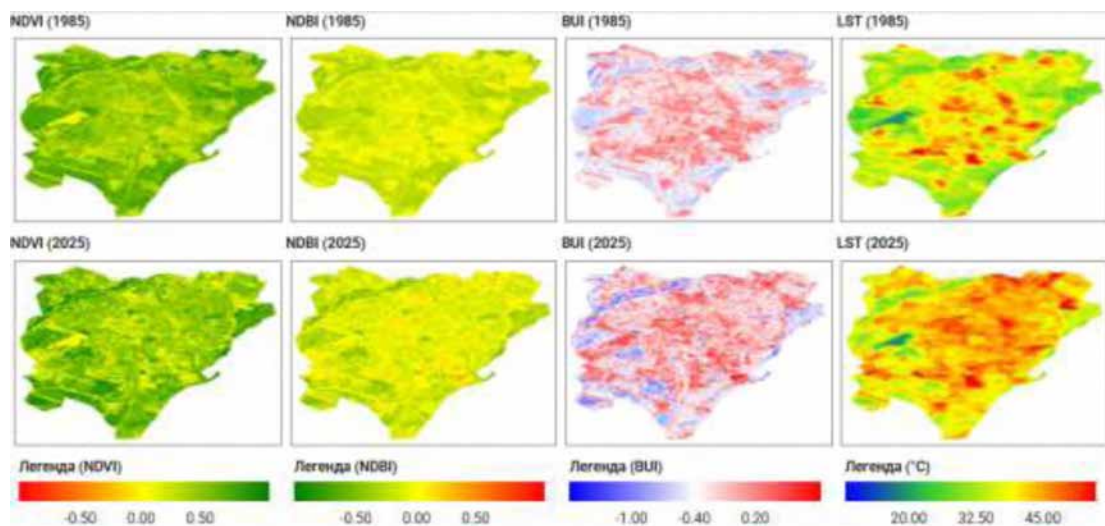 NDVI (1985) NDBI (1985) BUI (1985) LST (1985)
NDVI (2025) NDBI (2025) BUI (2025) LST (2025)
Легенда (NDVI) Легенда (NDBI) Легенда (BUI) Легенда (°C)
-0.50 0.00 0.50 -0.50 0.00 0.50 -1.00 -0.40 0.20 20.00 32.50 45.00